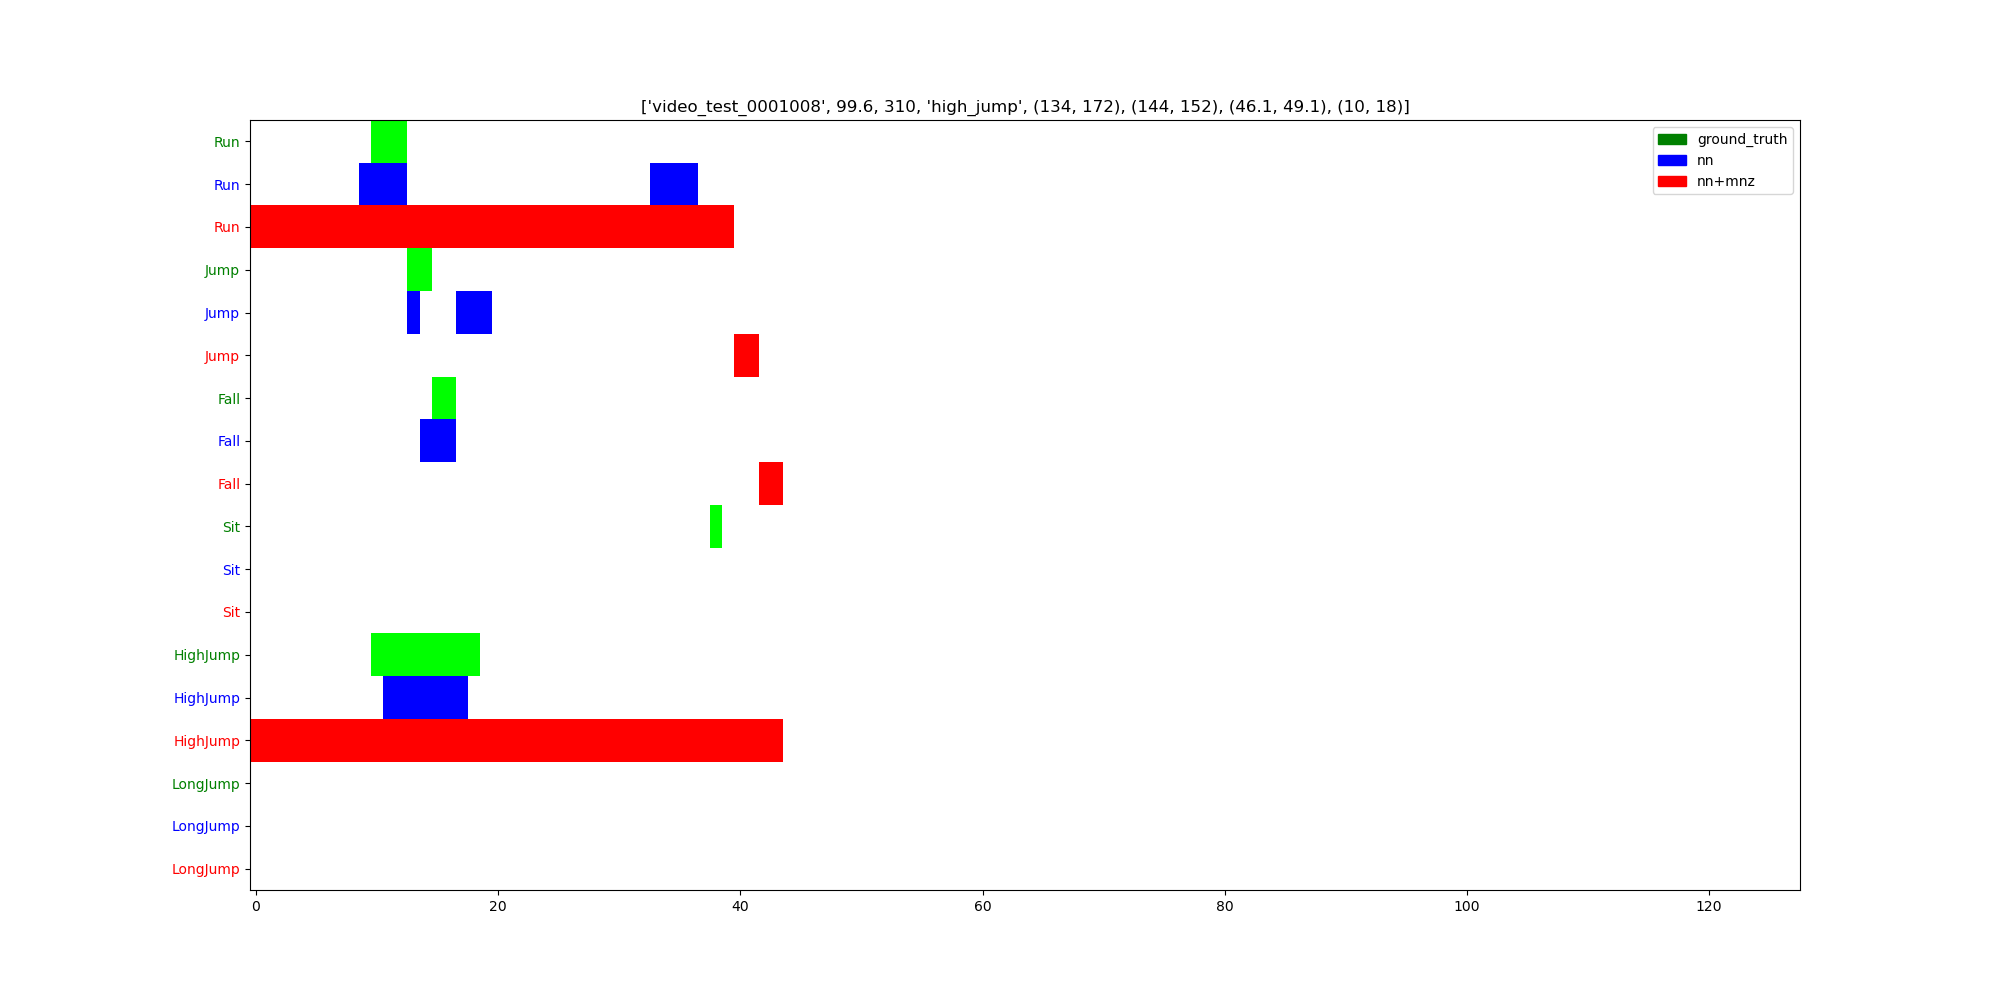 ['video_test_0001008', 99.6, 310, 'high_jump', (134, 172), (144, 152), (46.1, 49.1), (10, 18)]
ground_truth
nn
nn+mnz
Run
Run
Run
Jump
Jump
Jump
Fall
Fall
Fall
Sit
Sit
Sit
HighJump
HighJump
HighJump
LongJump
LongJump
LongJump
0 20 40 60 80 100 120